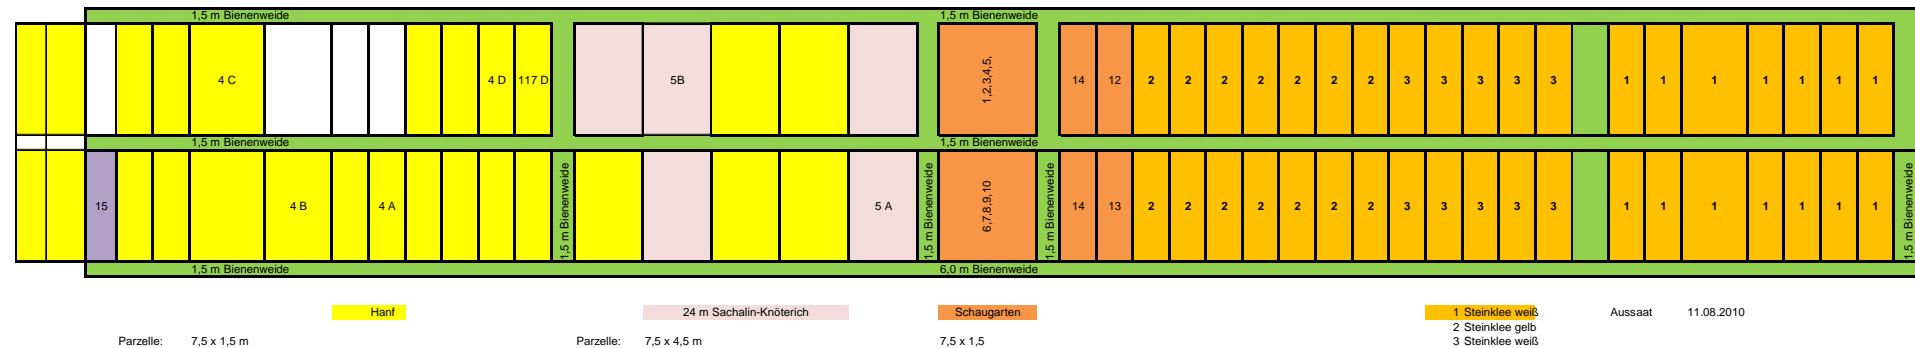 1,5 m Bienenweide 1,5 m Bienenweide
4 C 4 D 117 D 5B 1,2,3,4,5, 14 12 2 2 2 2 2 2 2 3 3 3 3 3 1 1 1 1 1 1 1
1,5 m Bienenweide 1,5 m Bienenweide
15 4 B 4 A 1,5 m Bienenweide 5 A 1,5 m Bienenweide 6,7,8,9,10 1,5 m Bienenweide 14 13 2 2 2 2 2 2 2 3 3 3 3 3 1 1 1 1 1 1 1 1,5 m Bienenweide
1,5 m Bienenweide 6,0 m Bienenweide
Hanf 24 m Sachalin-Knöterich Schaugarten 1 Steinklee weiß Aussaat 11.08.2010
2 Steinklee gelb
Parzelle: 7,5 x 1,5 m Parzelle: 7,5 x 4,5 m 7,5 x 1,5 3 Steinklee weiß